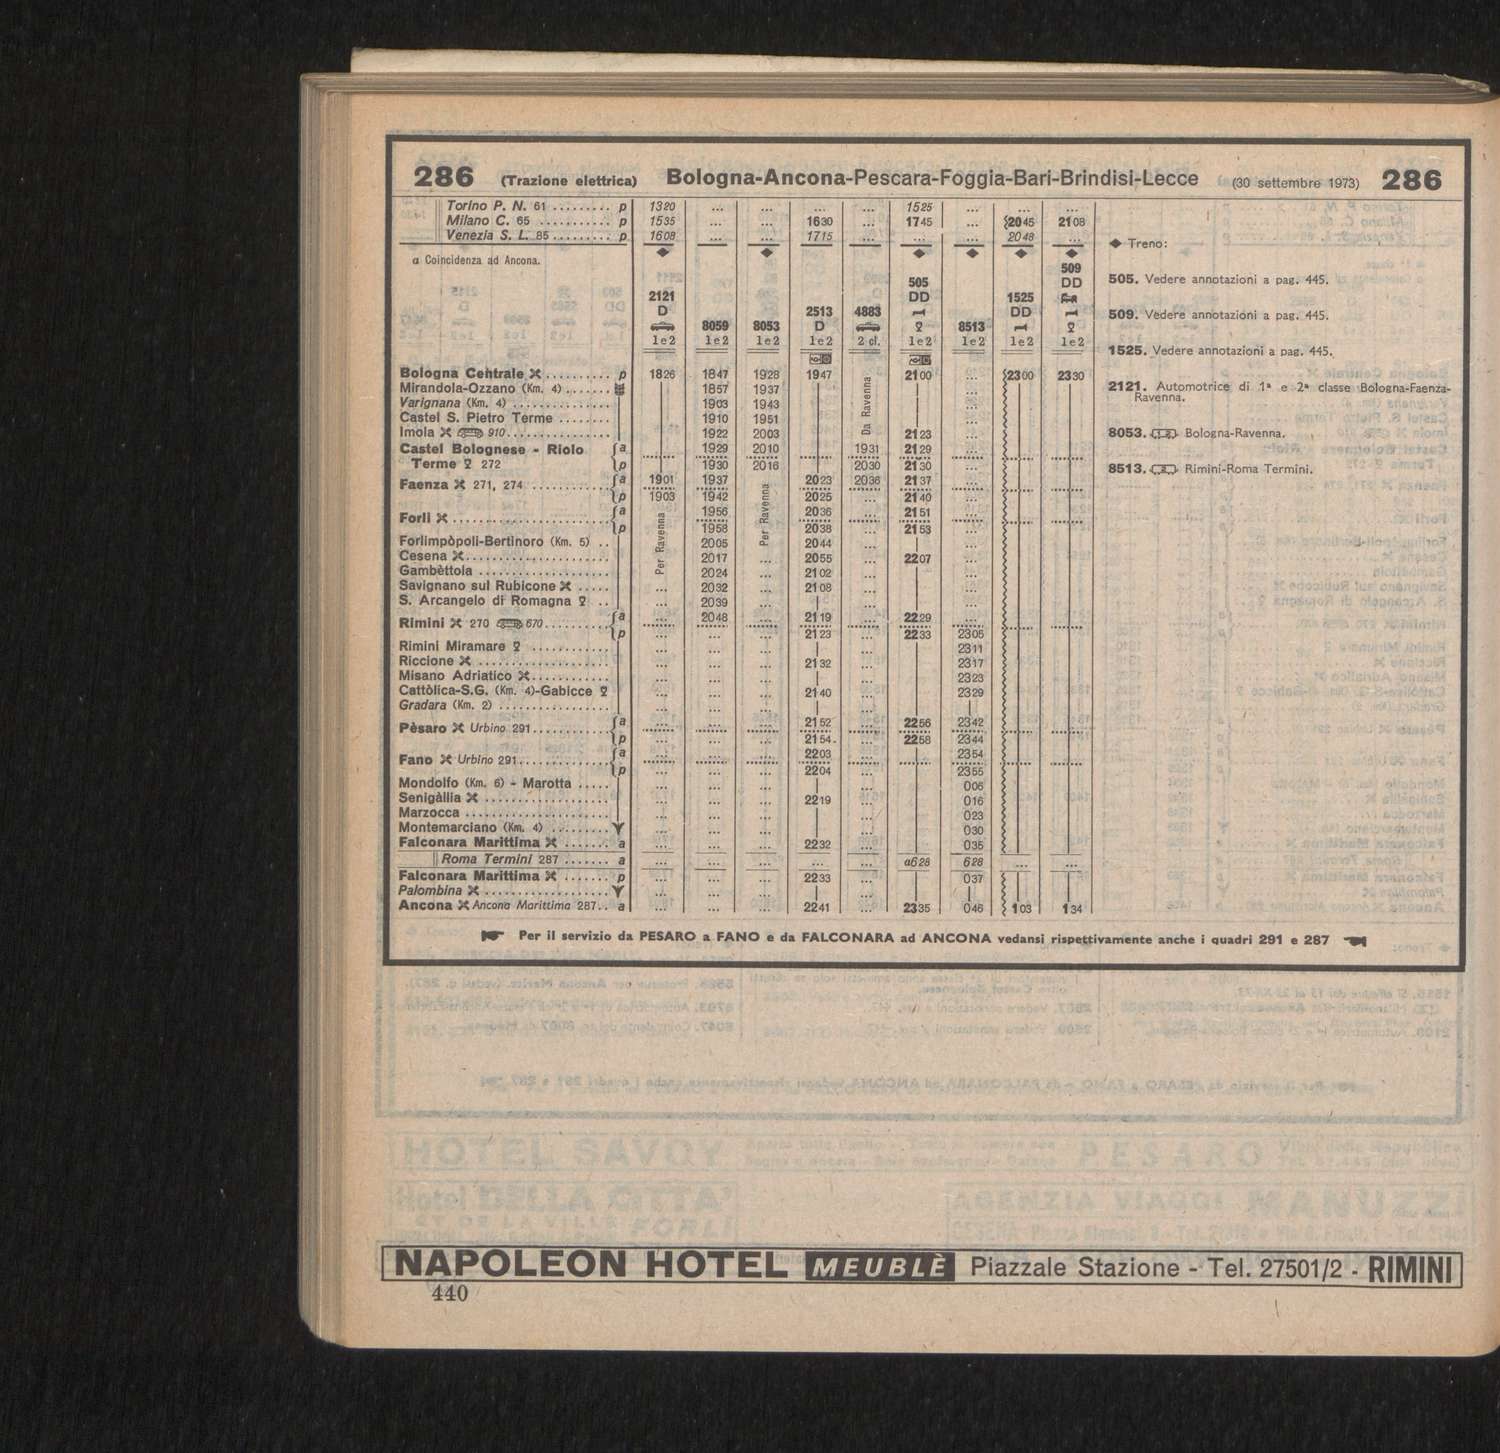 286 (Trazione elettrica) Bologna-Ancona-Pescara-Foggia-Bari-Brindisi-Lecce (30 settembre 1973) 286
Torino P. N. 61 ......... p 1320 ... ... ... ... 1525 ... ... ...
Milano C. 65 .......... p 1535 ... ... 1630 ... 1745 ... 2045 2108
Venezia S. L. 85 ......... p 1608 ... ... 1715 ... ... ... 2048 ...
a Coincidenza ad Ancona.
◆ ◆ ◆ ◆ ◆ ◆
509
505 DD
2121 DD 1525
D 2513 4883 DD
8059 8053 D 8513
1e2 1e2 1e2 1e2 2 cl. 1e2 1e2 1e2 1e2
Bologna Centrale .......... p 1826 1847 1928 1947 2100 ... 2300 2330
Mirandola-Ozzano (Km. 4) ....... 1857 1937 ...
Varignana (Km. 4) ............... 1903 1943 ...
Castel S. Pietro Terme ........ 1910 1951 ...
Imola 910 ................ 1922 2003 Da Ravenna 2123 ...
Castel Bolognese - Riolo a 1929 2010 1931 2129 ...
Terme 272 p 1930 2016 2030 2130 ...
Faenza 271, 274 ............ a 1901 1937 2023 2036 2137 ...
p 1903 1942 2025 ... 2140 ...
Forlì ....................... a Per Ravenna 1956 Per Ravenna 2036 ... 2151 ...
p 1958 2038 ... 2153 ...
Forlimpòpoli-Bertinoro (Km. 5) .. 2005 2044 ... ...
Cesena ...................... 2017 ... 2055 ... 2207 ...
Gambèttola .................... 2024 ... 2102 ... ...
Savignano sul Rubicone ..... ... 2032 ... 2108 ... ...
S. Arcangelo di Romagna .. ... 2039 ... ... ...
Rimini 270 670 .......... a ... 2048 ... 2119 ... 2229 ...
p ... ... ... 2123 ... 2233 2305
Rimini Miramare ............ ... ... ... ... 2311
Riccione ................... ... ... ... 2132 ... 2317
Misano Adriatico ............ ... ... ... ... 2323
Cattòlica-S.G. (Km. 4)-Gabicce ... ... ... 2140 ... 2329
Gradara (Km. 2) ................. ... ... ... ...
Pèsaro Urbino 291 ............ a ... ... ... 2152 ... 2256 2342
p ... ... ... 2154 ... 2258 2344
Fano Urbino 291 ............. a ... ... ... 2203 ... 2354
p ... ... ... 2204 ... 2355
Mondolfo (Km. 6) - Marotta ..... ... ... ... ... 006
Senigàllia ................... ... ... ... 2219 ... 016
Marzocca ...................... ... ... ... ... 023
Montemarciano (Km. 4) ......... ... ... ... ... 030
Falconara Marittima ........ a ... ... ... 2232 ... 035
Roma Termini 287 ....... a ... ... ... ... ... a628 628 ... ...
Falconara Marittima ....... p ... ... ... 2233 ... 037
Palombina ................... ... ... ... ...
Ancona Ancona Marittima 287.. a ... ... ... 2241 ... 2335 046 103 134
◆ Treno:
505. Vedere annotazioni a pag. 445.
509. Vedere annotazioni a pag. 445.
1525. Vedere annotazioni a pag. 445.
2121. Automotrice di 1ª e 2ª classe Bologna-Faenza-
Ravenna.
8053. Bologna-Ravenna.
8513. Rimini-Roma Termini.
Per il servizio da PESARO a FANO e da FALCONARA ad ANCONA vedansi rispettivamente anche i quadri 291 e 287
NAPOLEON HOTEL MEUBLÈ Piazzale Stazione - Tel. 27501/2 - RIMINI
440